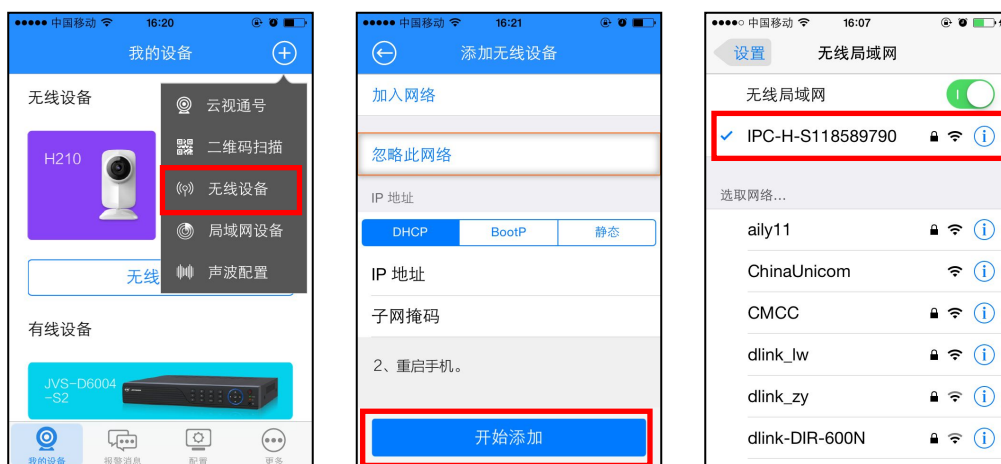 中国移动 16:20
我的设备
无线设备
云视通号
H210
二维码扫描
无线设备
局域网设备
无线
声波配置
有线设备
JVS-D6004
-S2
我的设备 报警消息 配置 更多
中国移动 16:21
添加无线设备
加入网络
忽略此网络
IP 地址
DHCP BootP 静态
IP 地址
子网掩码
2、重启手机。
开始添加
中国移动 16:07
设置 无线局域网
无线局域网
IPC-H-S118589790
选取网络...
aily11
ChinaUnicom
CMCC
dlink_lw
dlink_zy
dlink-DIR-600N